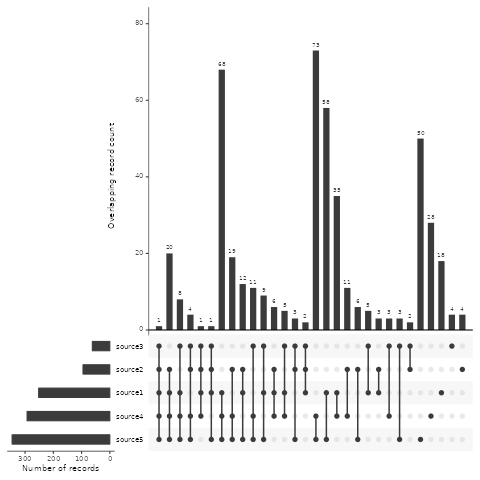 80
60
40
20
0
Overlapping record count
1 20 8 4 1 1 68 19 12 11 9 6 5 3 2 73 58 35 11 6 5 3 3 3 2 50 28 18 4 4
source3
source2
source1
source4
source5
300 200 100 0
Number of records